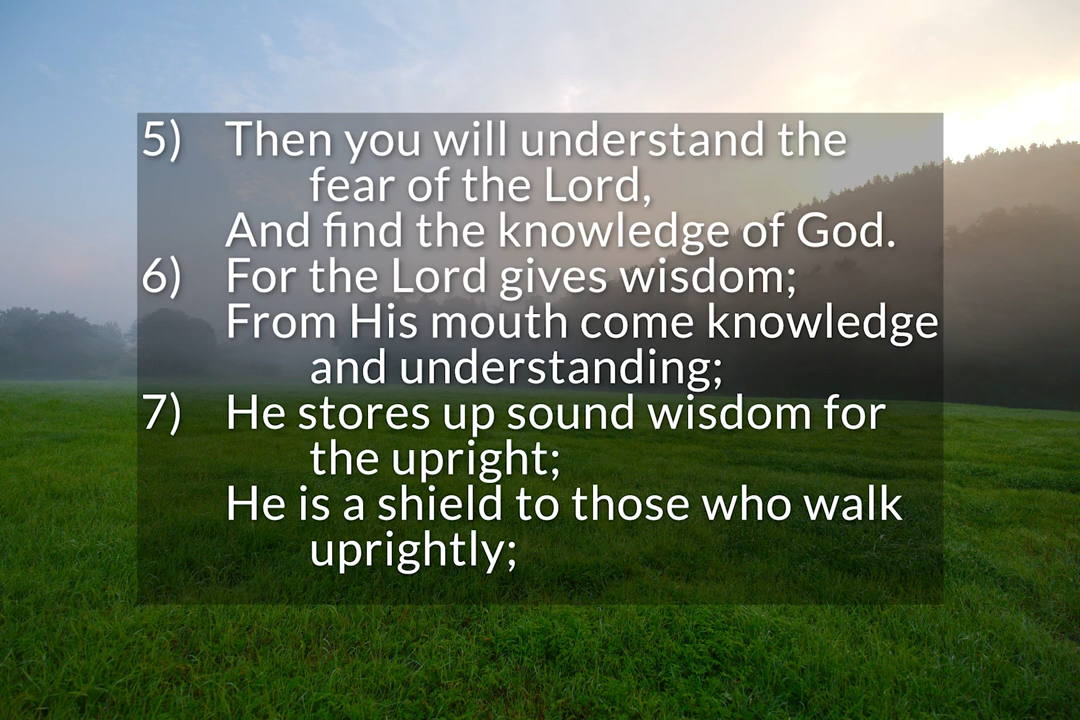 5) Then you will understand the
fear of the Lord,
And find the knowledge of God.
6) For the Lord gives wisdom;
From His mouth come knowledge
and understanding;
7) He stores up sound wisdom for
the upright;
He is a shield to those who walk
uprightly;